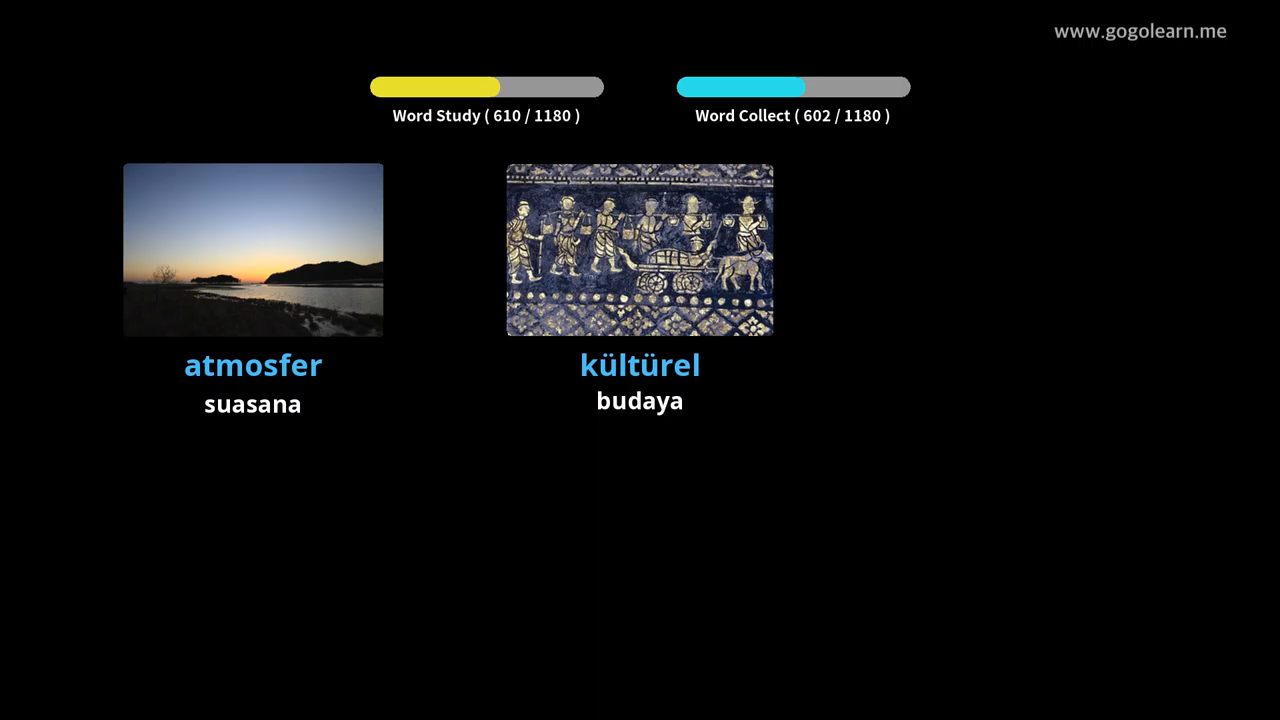 www.gogolearn.me
Word Study ( 610 / 1180 )
Word Collect ( 602 / 1180 )
atmosfer
suasana
kültürel
budaya